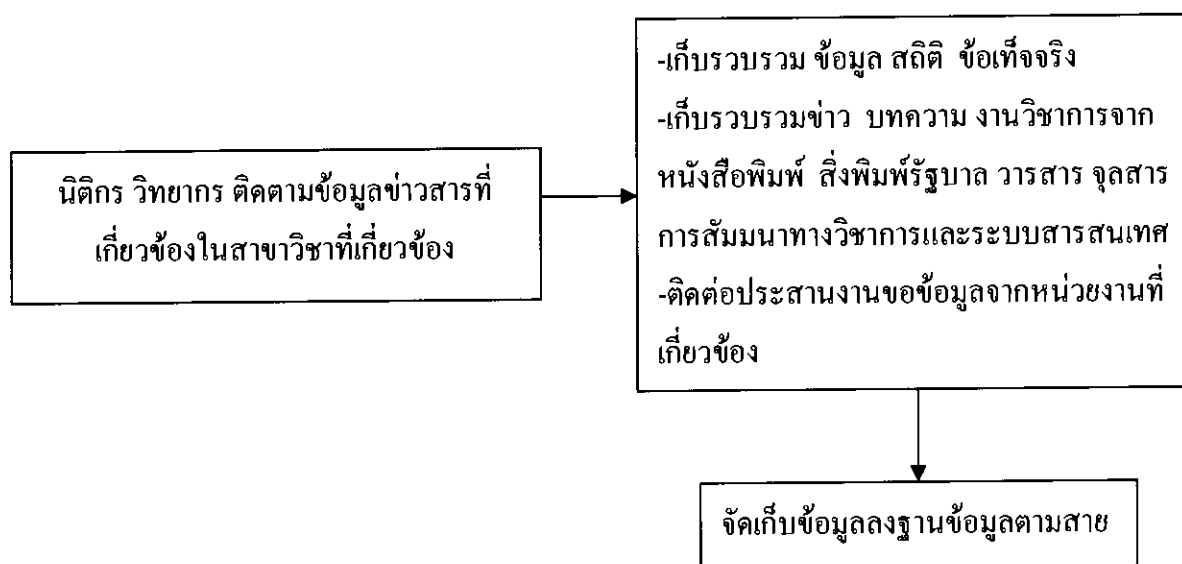 นิติกร วิทยากร ติดตามข้อมูลข่าวสารที่
เกี่ยวข้องในสาขาวิชาที่เกี่ยวข้อง
-เก็บรวบรวม ข้อมูล สถิติ ข้อเท็จจริง
-เก็บรวบรวมข่าว บทความ งานวิชาการจาก
หนังสือพิมพ์ สิ่งพิมพ์รัฐบาล วารสาร จุลสาร
การสัมมนาทางวิชาการและระบบสารสนเทศ
-ติดต่อประสานงานขอข้อมูลจากหน่วยงานที่
เกี่ยวข้อง
จัดเก็บข้อมูลลงฐานข้อมูลตามสาย